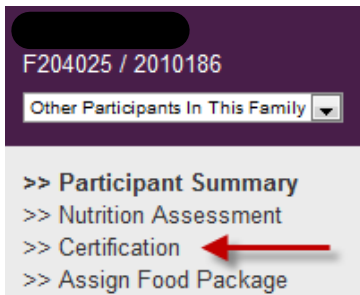 F204025 / 2010186
Other Participants In This Family
>> Participant Summary
>> Nutrition Assessment
>> Certification
>> Assign Food Package